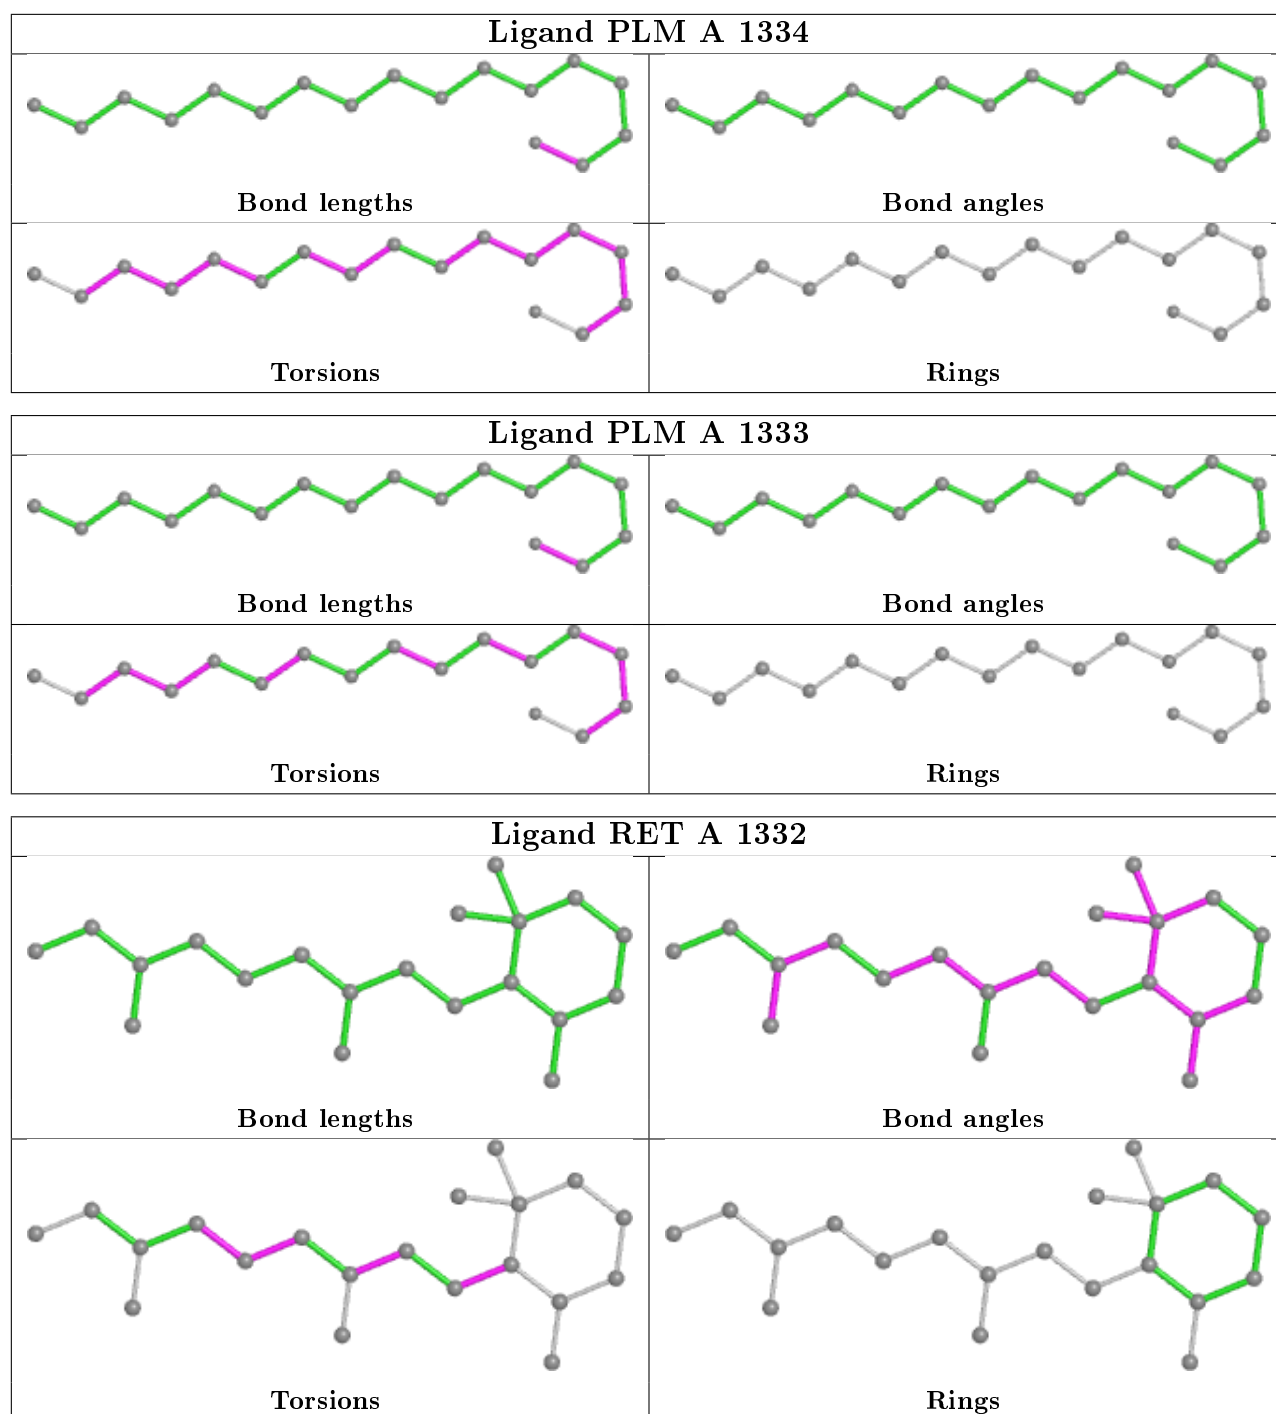 Ligand PLM A 1334
Bond lengths
Bond angles
Torsions
Rings
Ligand PLM A 1333
Bond lengths
Bond angles
Torsions
Rings
Ligand RET A 1332
Bond lengths
Bond angles
Torsions
Rings